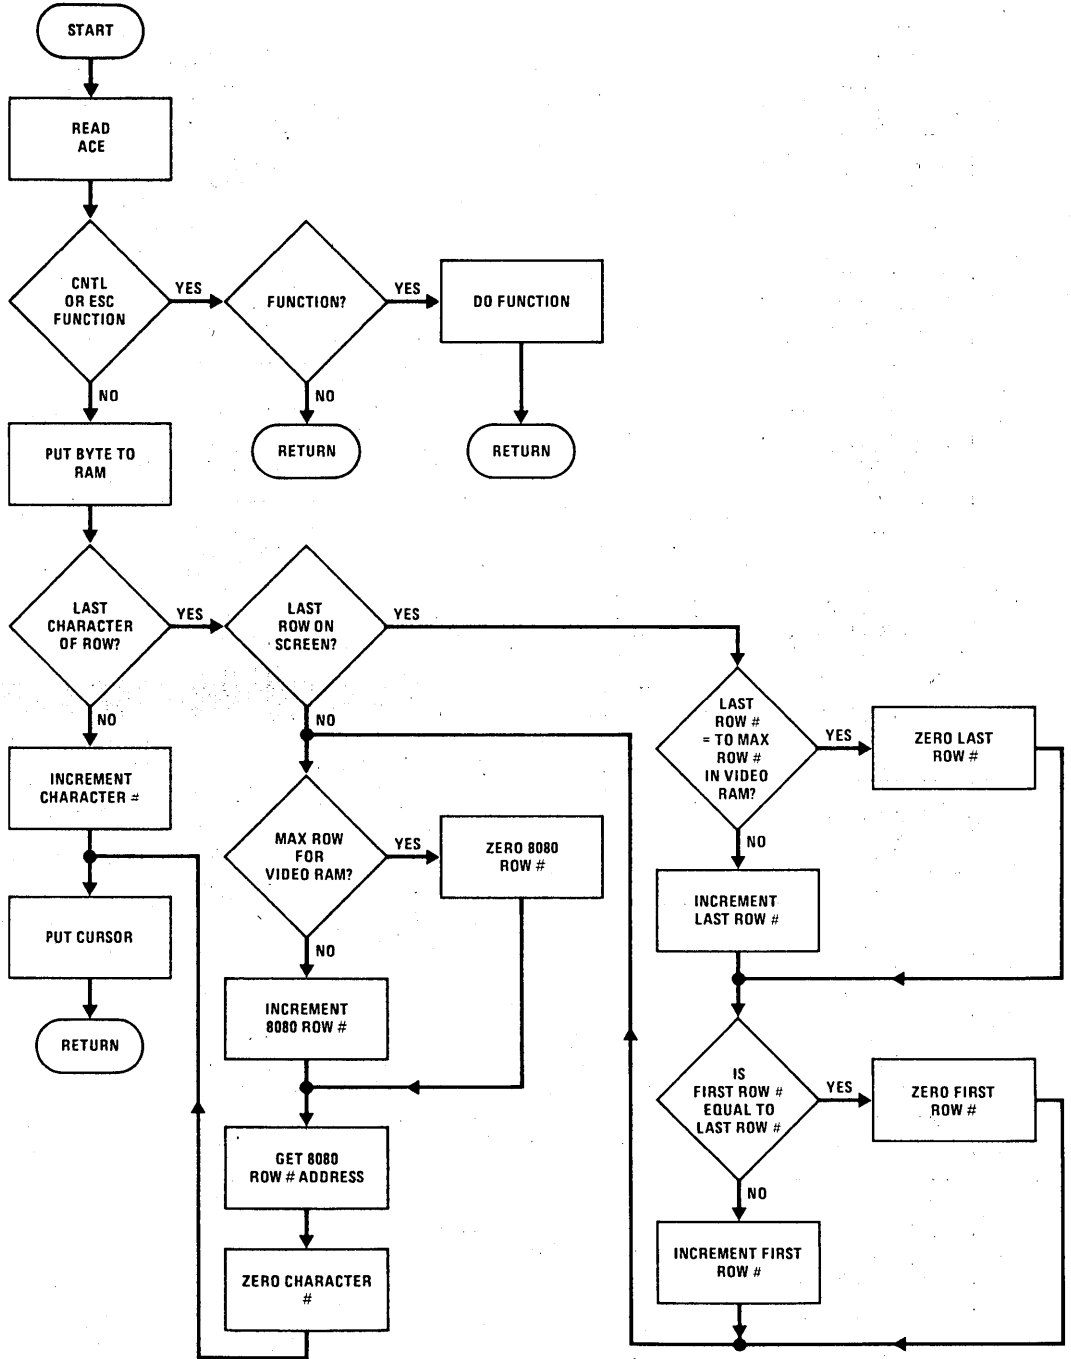 START
READ
ACE
CNTL
OR ESC
FUNCTION
YES
FUNCTION?
YES
DO FUNCTION
NO
NO
PUT BYTE TO
RAM
RETURN
RETURN
LAST
CHARACTER
OF ROW?
YES
LAST
ROW ON
SCREEN?
YES
NO
NO
LAST
ROW #
= TO MAX
ROW #
IN VIDEO
RAM?
YES
ZERO LAST
ROW #
INCREMENT
CHARACTER #
MAX ROW
FOR
VIDEO RAM?
YES
ZERO 8080
ROW #
NO
INCREMENT
LAST ROW #
PUT CURSOR
NO
INCREMENT
8080 ROW #
RETURN
IS
FIRST ROW #
EQUAL TO
LAST ROW #
YES
ZERO FIRST
ROW #
GET 8080
ROW # ADDRESS
NO
INCREMENT FIRST
ROW #
ZERO CHARACTER
#